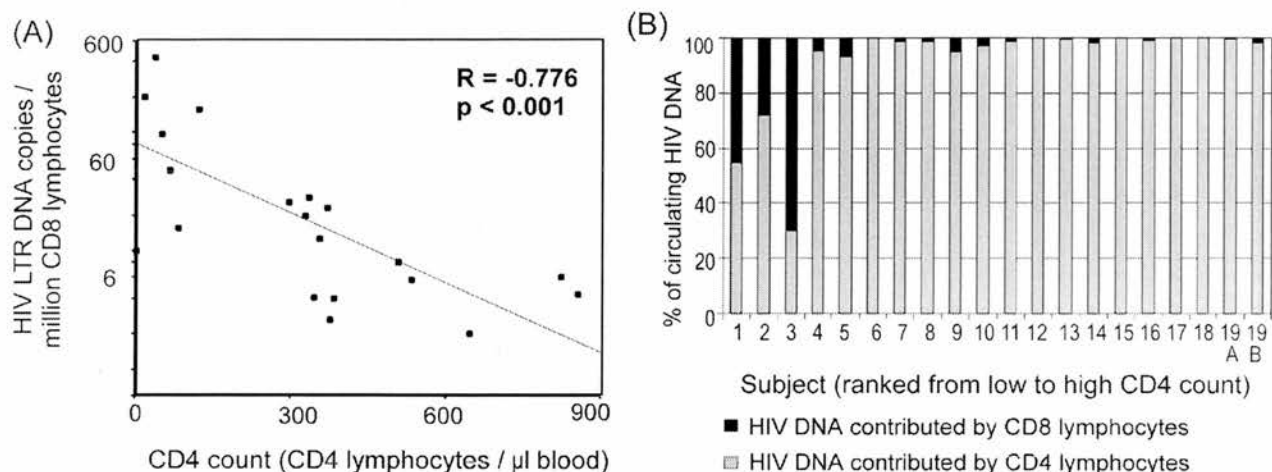 (A)
HIV LTR DNA copies /
million CD8 lymphocytes
600
60
6
R = -0.776
p < 0.001
0 300 600 900
CD4 count (CD4 lymphocytes / µl blood)
(B)
% of circulating HIV DNA
100
80
60
40
20
0
1 2 3 4 5 6 7 8 9 10 11 12 13 14 15 16 17 18 19 19
A B
Subject (ranked from low to high CD4 count)
HIV DNA contributed by CD8 lymphocytes
HIV DNA contributed by CD4 lymphocytes